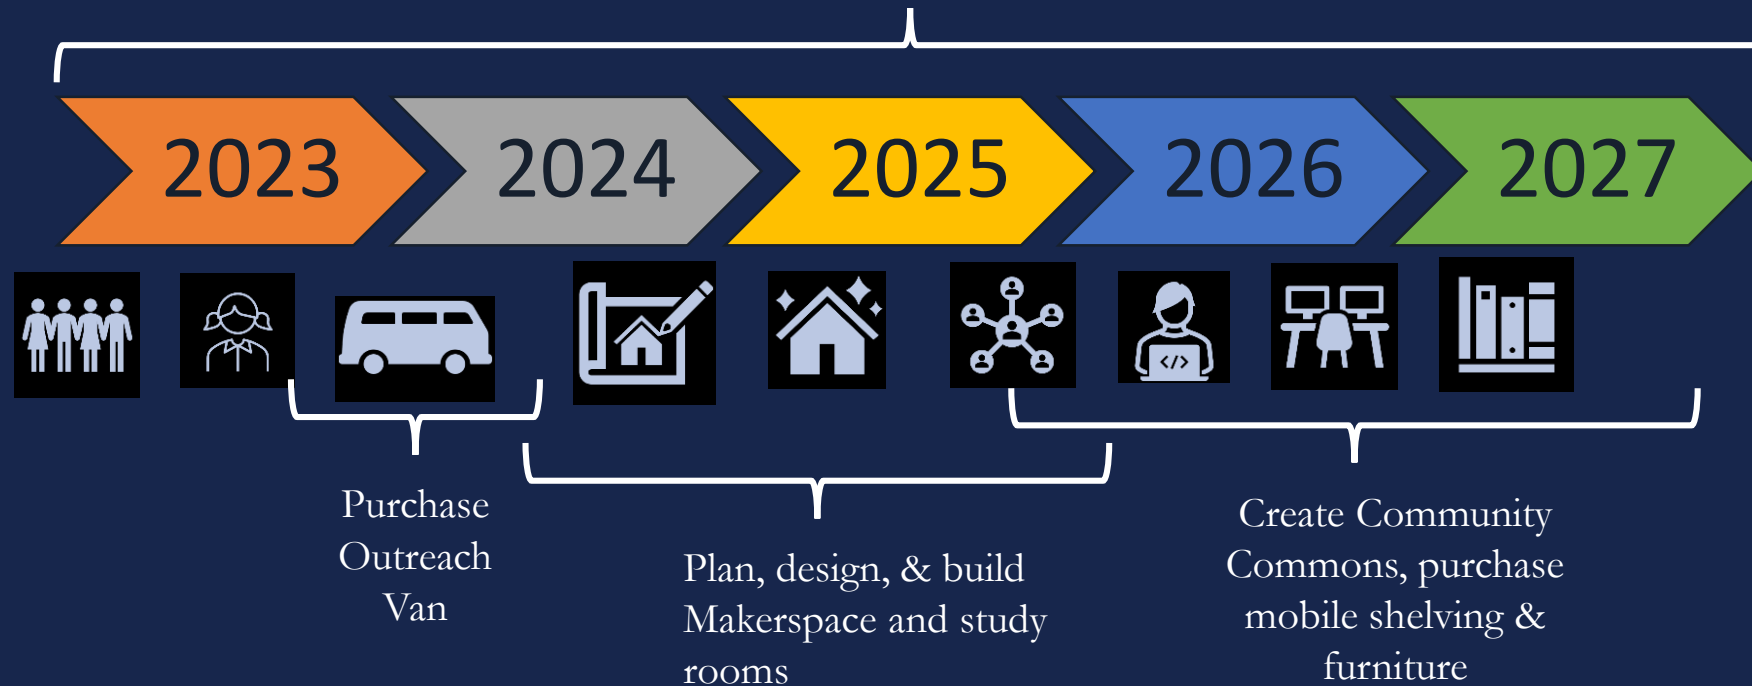 2023
2024
2025
2026
2027
</>
Purchase
Outreach
Van
Plan, design, & build
Makerspace and study
rooms
Create Community
Commons, purchase
mobile shelving &
furniture